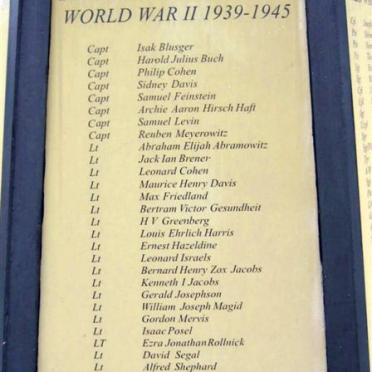 WORLD WAR II 1939-1945
Capt Isak Blusger
Capt Harold Julius Buch
Capt Philip Cohen
Capt Sidney Davis
Capt Samuel Feinstein
Capt Archie Aaron Hirsch Haft
Capt Samuel Levin
Capt Reuben Meyerowitz
Lt Abraham Elijah Abramowitz
Lt Jack Ian Brener
Lt Leonard Cohen
Lt Maurice Henry Davis
Lt Max Friedland
Lt Bertram Victor Gesundheit
Lt H V Greenberg
Lt Louis Ehrlich Harris
Lt Ernest Hazeldine
Lt Leonard Israels
Lt Bernard Henry Zox Jacobs
Lt Kenneth I Jacobs
Lt Gerald Josephson
Lt William Joseph Magid
Lt Gordon Mervis
Lt Isaac Posel
LT Ezra Jonathan Rollnick
Lt David Segal
Lt Alfred Shephard